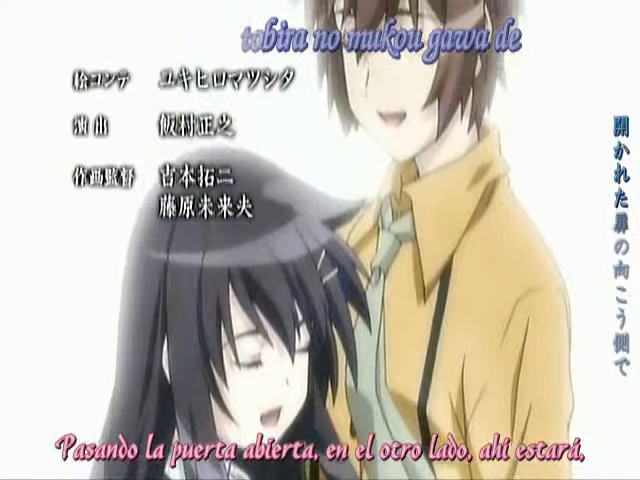 tobira no mukou gawa de
絵コンテ ユキヒロマツシタ
演出 飯村正之
作画監督 吉本拓二
藤原未来夫
開かれた扉の向こう側で
Pasando la puerta abierta, en el otro lado, ahí estará,